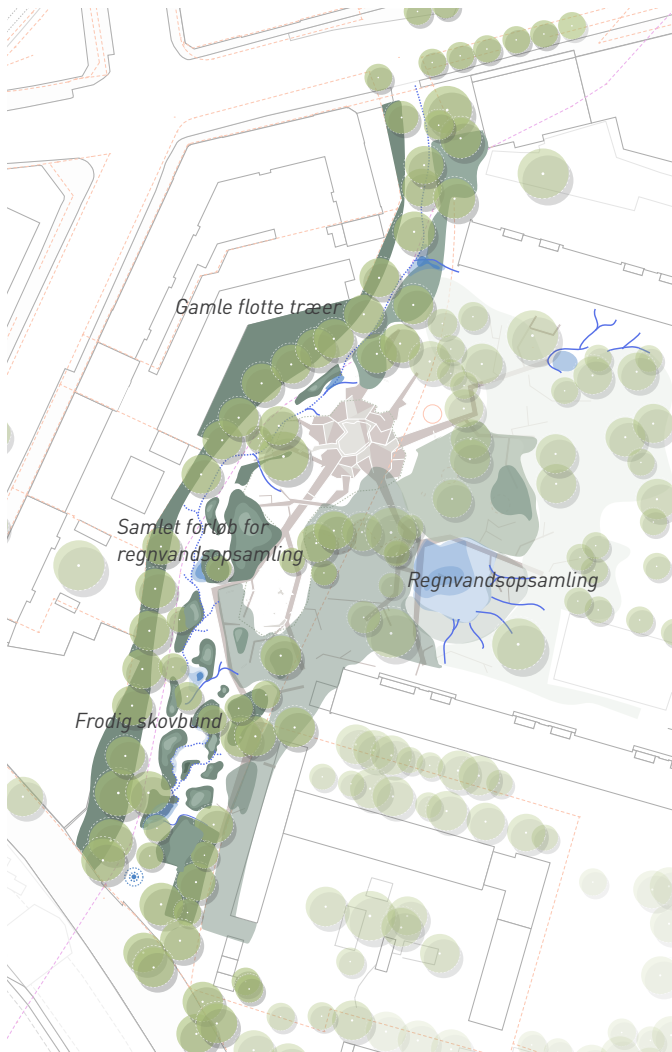 Gamle flotte træer
Samlet forløb for
regnvandsopsamling
Regnvandsopsamling
Frodig skovbund